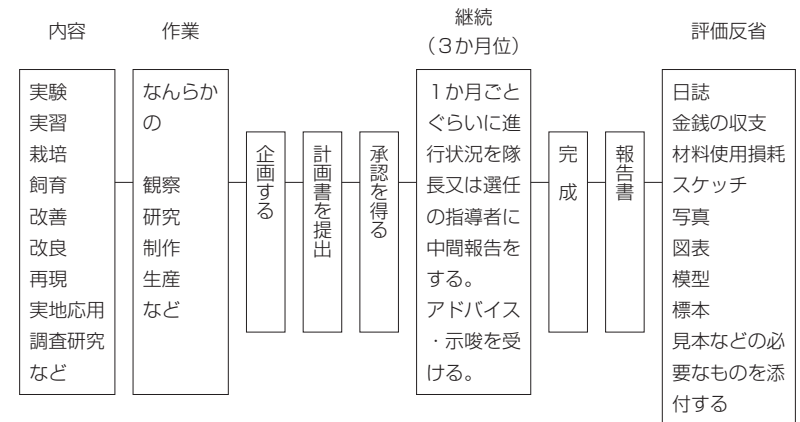 内容
実験
実習
栽培
飼育
改善
改良
再現
実地応用
調査研究
など
作業
なんらか
の
観察
研究
制作
生産
など
企画する
計画書を提出
承認を得る
継続
（３か月位）
１か月ごと
ぐらいに進
行状況を隊
長又は選任
の指導者に
中間報告を
する。
アドバイス
・示唆を受
ける。
完成
報告書
評価反省
日誌
金銭の収支
材料使用損耗
スケッチ
写真
図表
模型
標本
見本などの必
要なものを添
付する